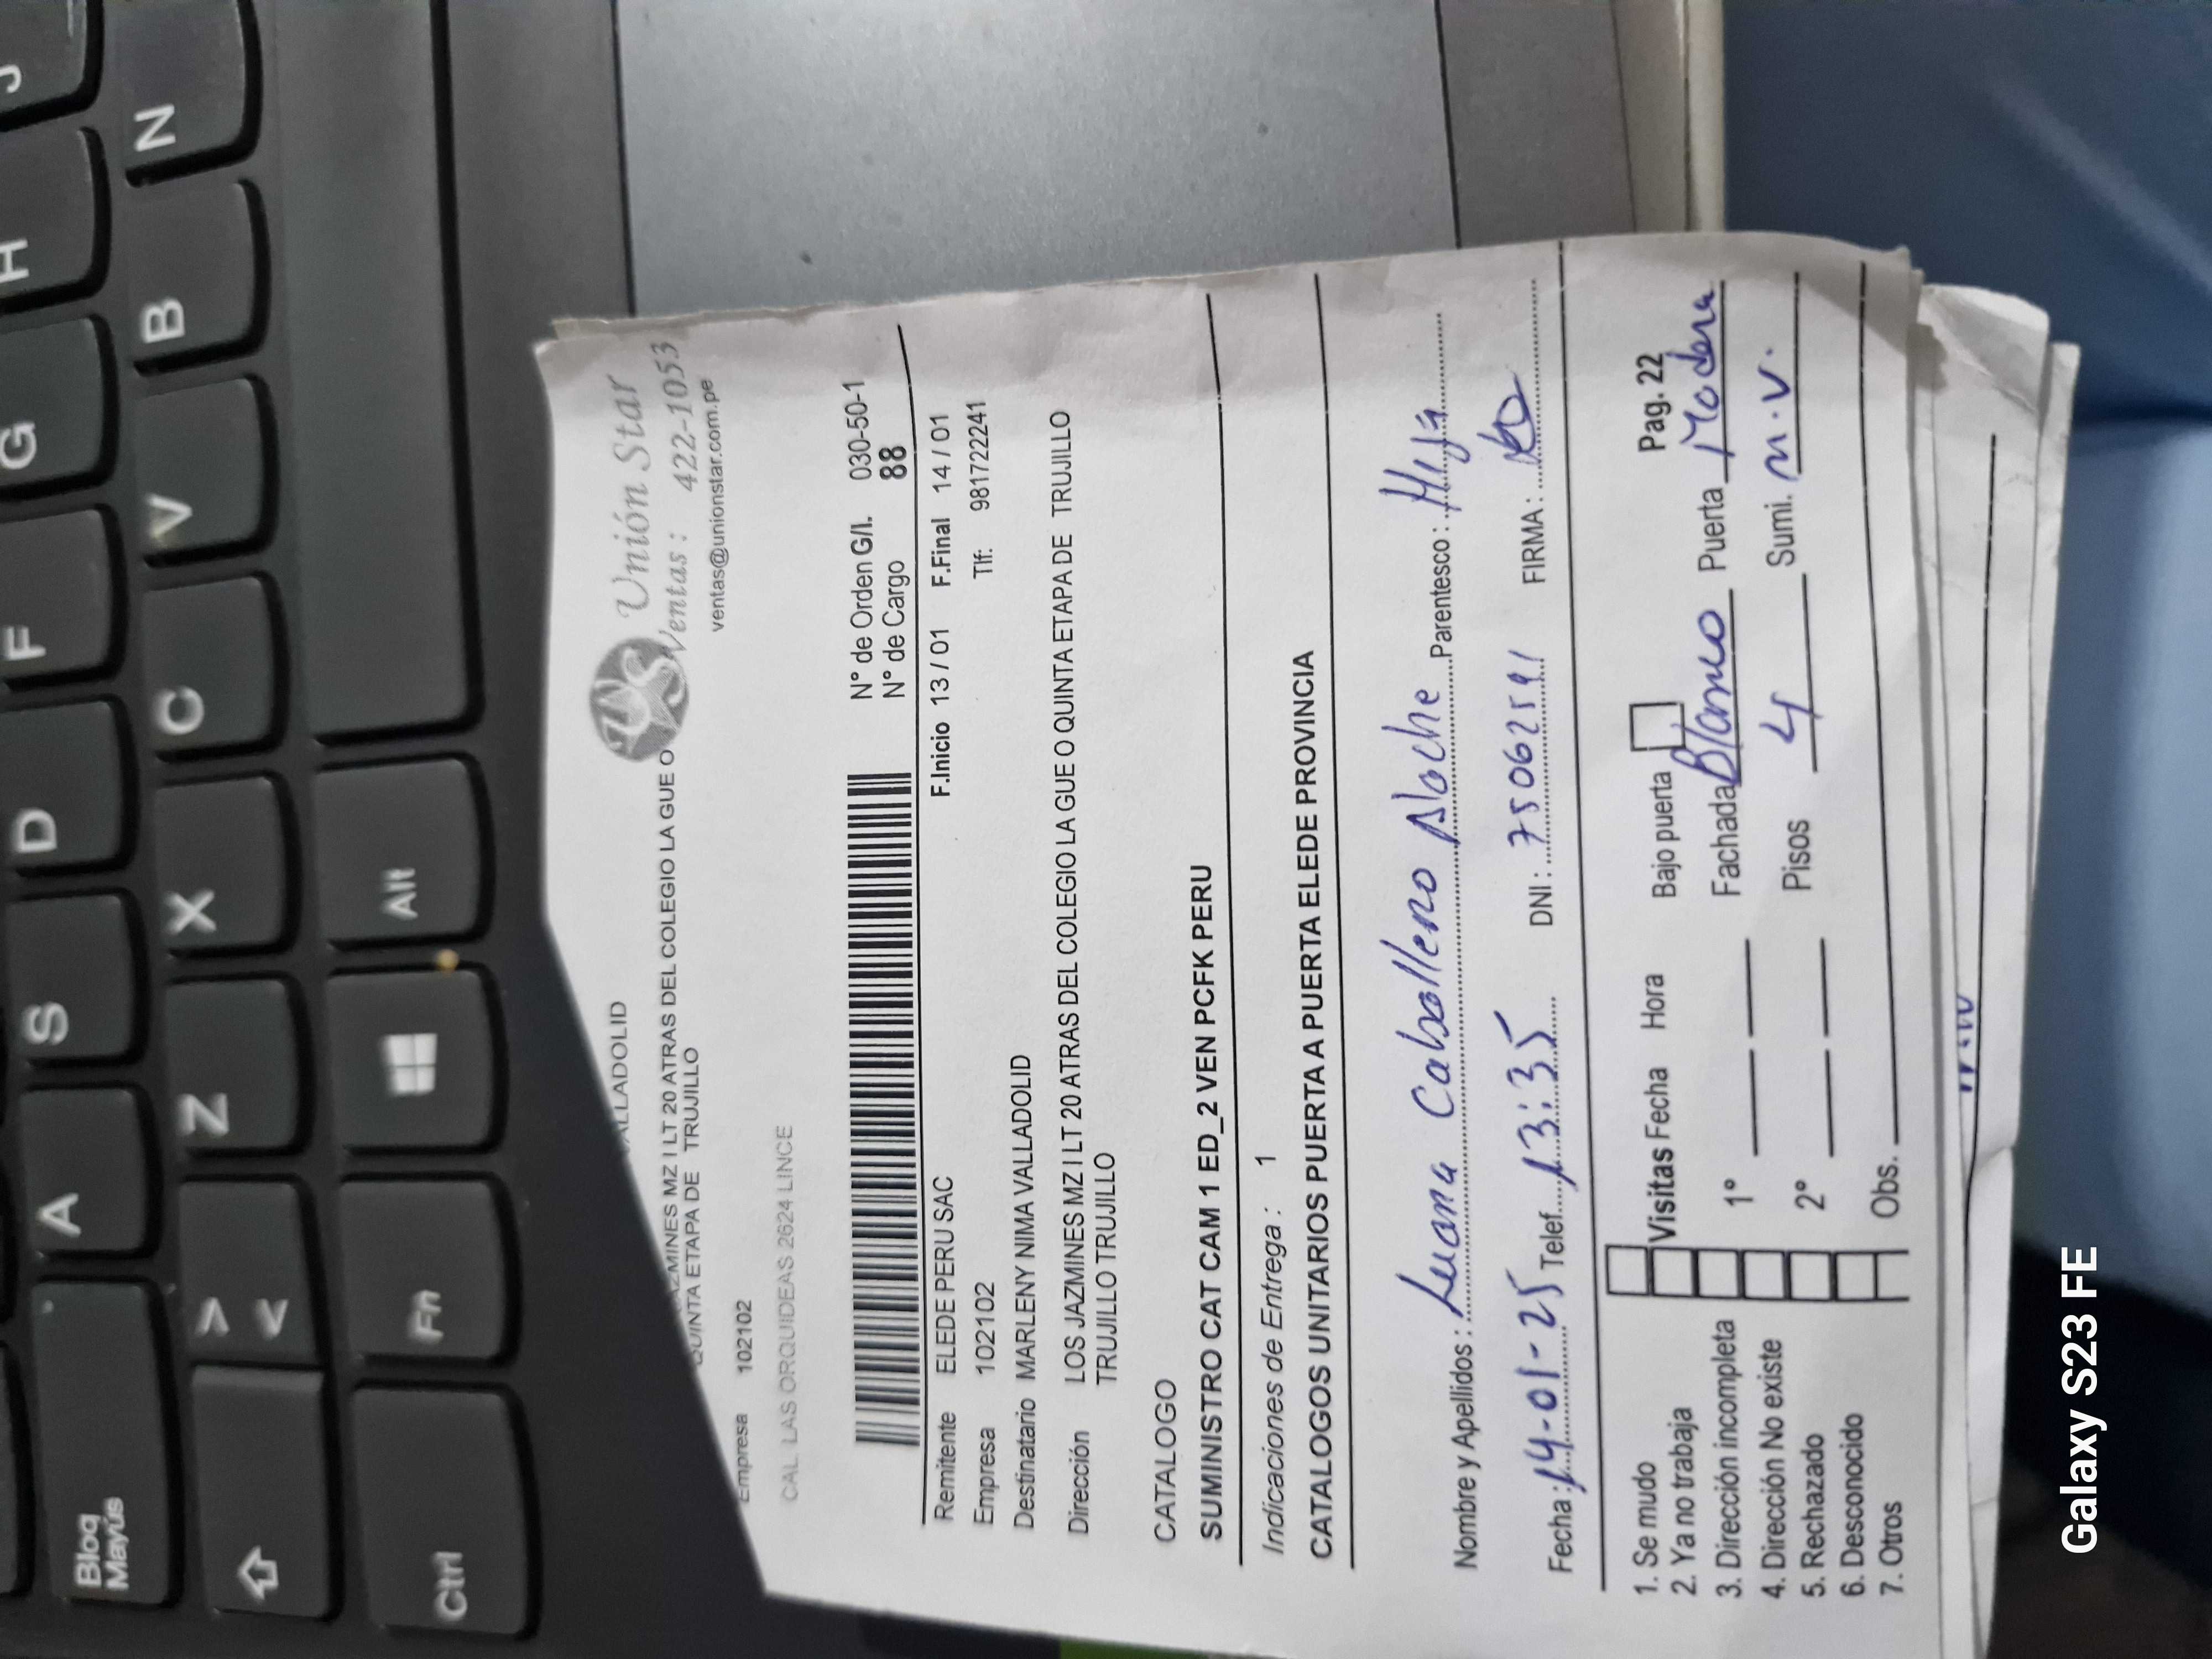 Unión Star
Ventas : 422-1053
ventas@unionstar.com.pe
VALLADOLID
JAZMINES MZ I LT 20 ATRAS DEL COLEGIO LA GUE O
QUINTA ETAPA DE TRUJILLO
Empresa 102102
CAL. LAS ORQUIDEAS 2624 LINCE
N° de Orden G/I. 030-50-1
N° de Cargo 88
F.Inicio 13 / 01 F.Final 14 / 01
Remitente ELEDE PERU SAC
Empresa 102102 Tlf: 981722241
Destinatario MARLENY NIMA VALLADOLID
Dirección LOS JAZMINES MZ I LT 20 ATRAS DEL COLEGIO LA GUE O QUINTA ETAPA DE TRUJILLO
TRUJILLO TRUJILLO
CATALOGO
SUMINISTRO CAT CAM 1 ED_2 VEN PCFK PERU
Indicaciones de Entrega : 1
CATALOGOS UNITARIOS PUERTA A PUERTA ELEDE PROVINCIA
Nombre y Apellidos : Luana Caballero Parentesco : Hija
Fecha : 14-01-25 Telef. 13:35 DNI : 75062591 FIRMA :
1. Se mudo
2. Ya no trabaja
3. Dirección incompleta
4. Dirección No existe
5. Rechazado
6. Desconocido
7. Otros
Visitas Fecha Hora Bajo puerta Pag. 22
1° Fachada Blanco Puerta Madera
2° Pisos 4 Sumi. n.v.
Obs.
J
H N
G B
F V
D C
S X
A Z
Bloq Mayús
> <
Alt
Fn
Ctrl
Galaxy S23 FE